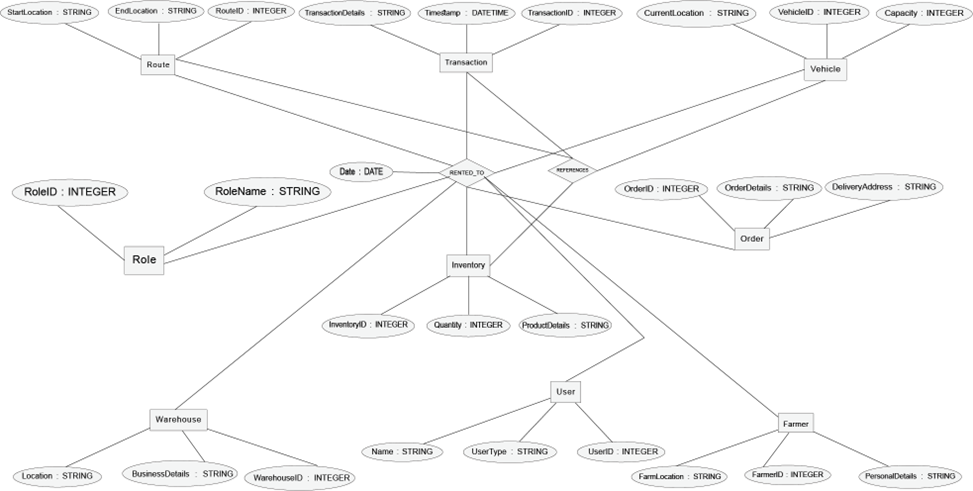 StartLocation : STRING
EndLocation : STRING
RouteID : INTEGER
TransactionDetails : STRING
Timestamp : DATETIME
TransactionID : INTEGER
CurrentLocation : STRING
VehicleID : INTEGER
Capacity : INTEGER
Route
Transaction
Vehicle
Date : DATE
RENTED_TO
REFERENCES
RoleID : INTEGER
RoleName : STRING
OrderID : INTEGER
OrderDetails : STRING
DeliveryAddress : STRING
Role
Inventory
Order
InventoryID : INTEGER
Quantity : INTEGER
ProductDetails : STRING
User
Warehouse
Farmer
Name : STRING
UserType : STRING
UserID : INTEGER
Location : STRING
BusinessDetails : STRING
WarehouseID : INTEGER
FarmLocation : STRING
FarmerID : INTEGER
PersonalDetails : STRING